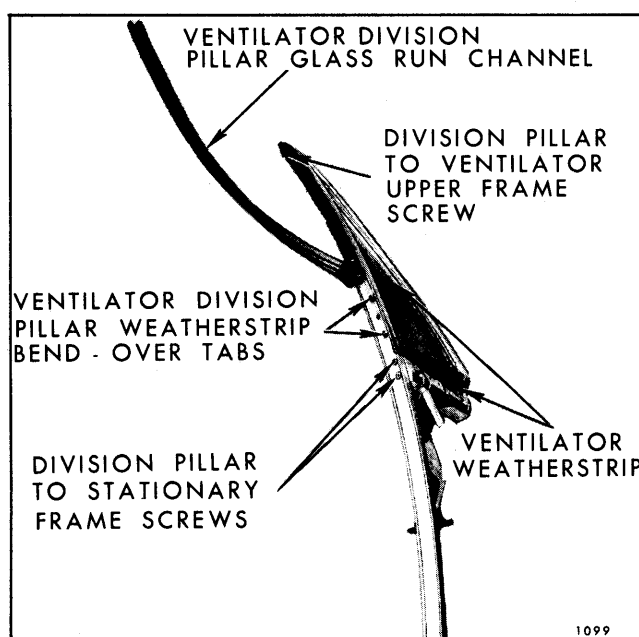 VENTILATOR DIVISION
PILLAR GLASS RUN CHANNEL
DIVISION PILLAR
TO VENTILATOR
UPPER FRAME
SCREW
VENTILATOR DIVISION
PILLAR WEATHERSTRIP
BEND - OVER TABS
DIVISION PILLAR
TO STATIONARY
FRAME SCREWS
VENTILATOR
WEATHERSTRIP
1099